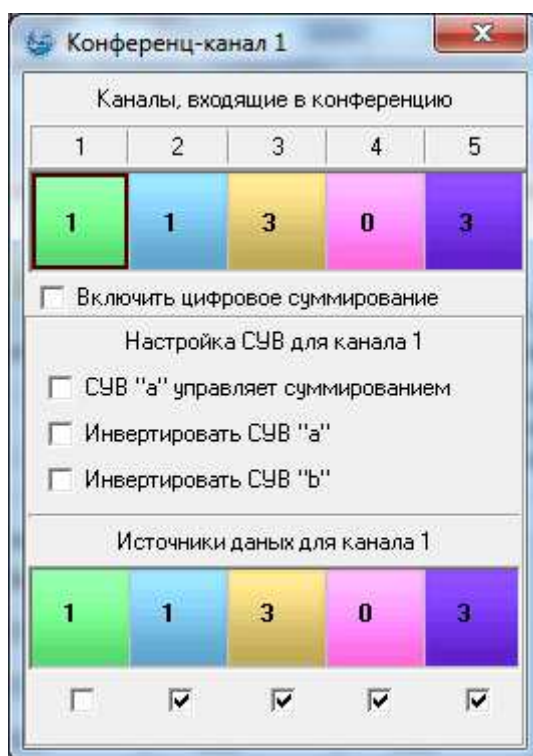 Конференц-канал 1
Каналы, входящие в конференцию
1 2 3 4 5
1 1 3 0 3
Включить цифровое суммирование
Настройка СУВ для канала 1
СУВ "а" управляет суммированием
Инвертировать СУВ "а"
Инвертировать СУВ "b"
Источники даных для канала 1
1 1 3 0 3